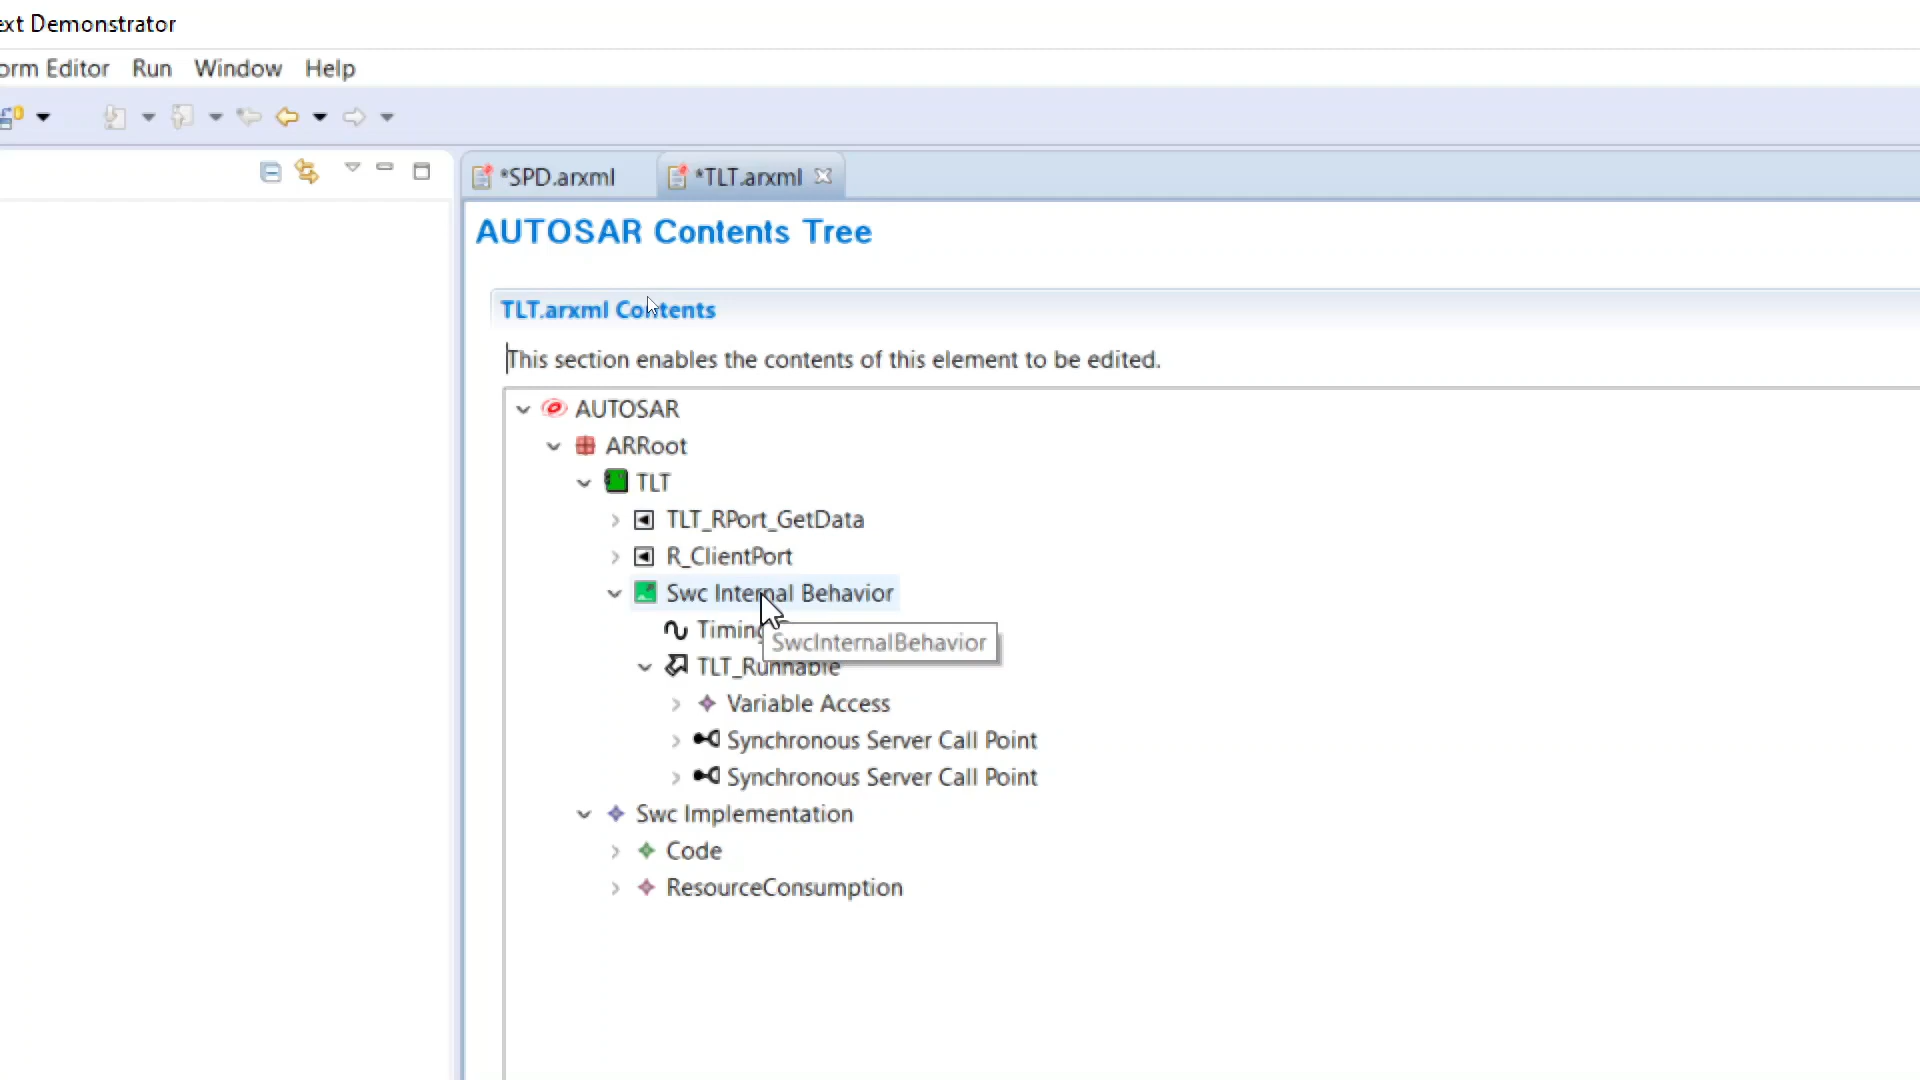 ext Demonstrator
orm Editor Run Window Help
*SPD.arxml *TLT.arxml
AUTOSAR Contents Tree
TLT.arxml Contents
This section enables the contents of this element to be edited.
AUTOSAR
ARRoot
TLT
TLT_RPort_GetData
R_ClientPort
Swc Internal Behavior
Timing
SwcInternalBehavior
TLT_Runnable
Variable Access
Synchronous Server Call Point
Synchronous Server Call Point
Swc Implementation
Code
ResourceConsumption